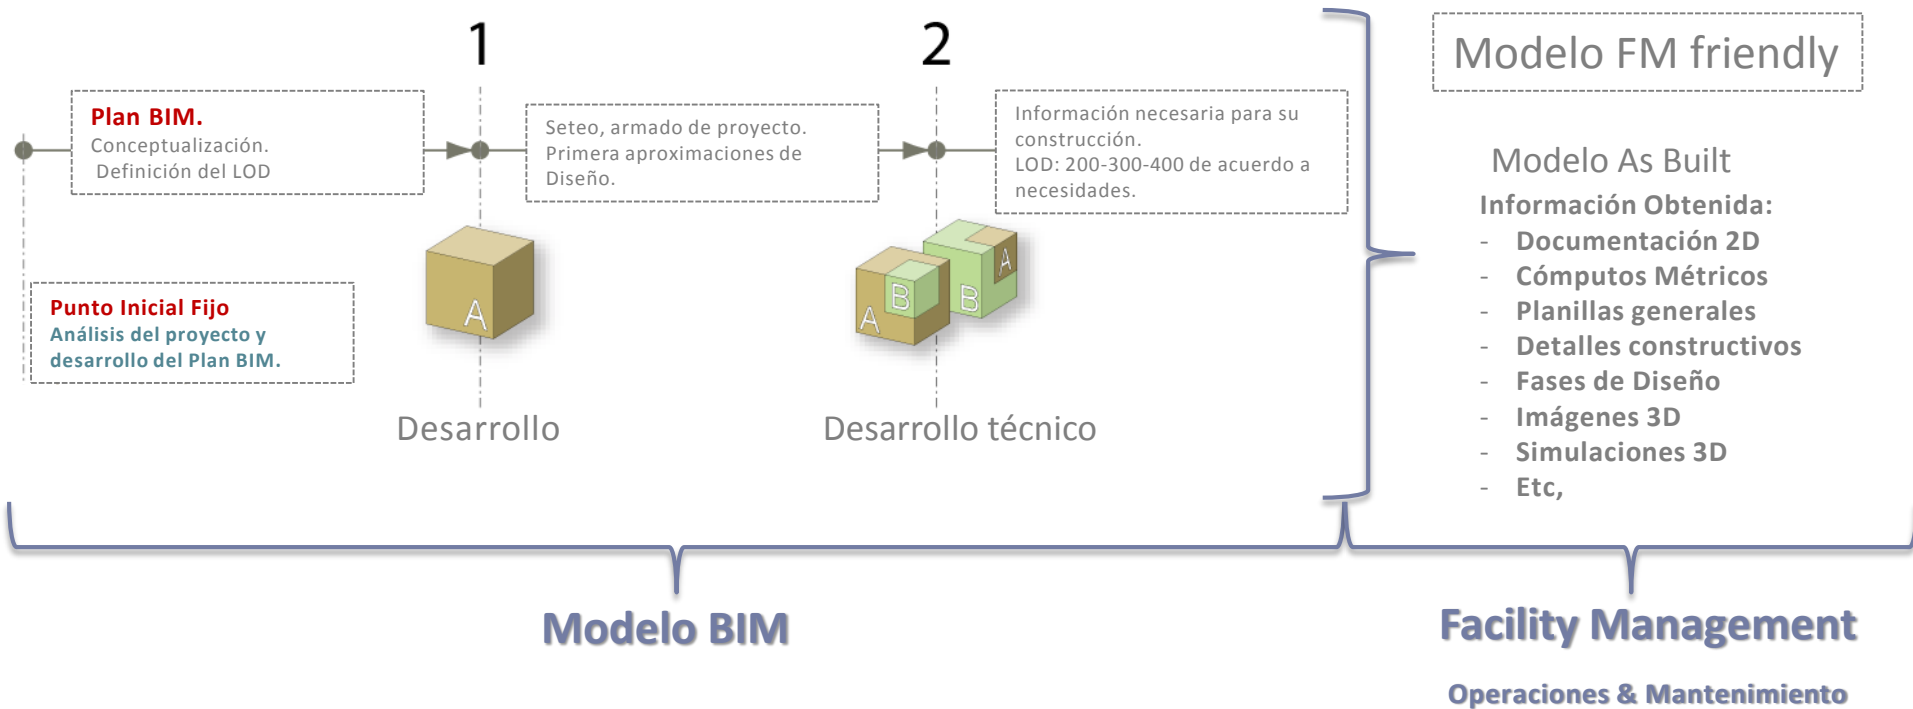 1
2
Plan BIM.
Conceptualización.
Definición del LOD
Seteo, armado de proyecto.
Primera aproximaciones de
Diseño.
Información necesaria para su
construcción.
LOD: 200-300-400 de acuerdo a
necesidades.
Punto Inicial Fijo
Análisis del proyecto y
desarrollo del Plan BIM.
A
A
B
B
A
Desarrollo
Desarrollo técnico
Modelo FM friendly
Modelo As Built
Información Obtenida:
- Documentación 2D
- Cómputos Métricos
- Planillas generales
- Detalles constructivos
- Fases de Diseño
- Imágenes 3D
- Simulaciones 3D
- Etc,
Modelo BIM
Facility Management
Operaciones & Mantenimiento